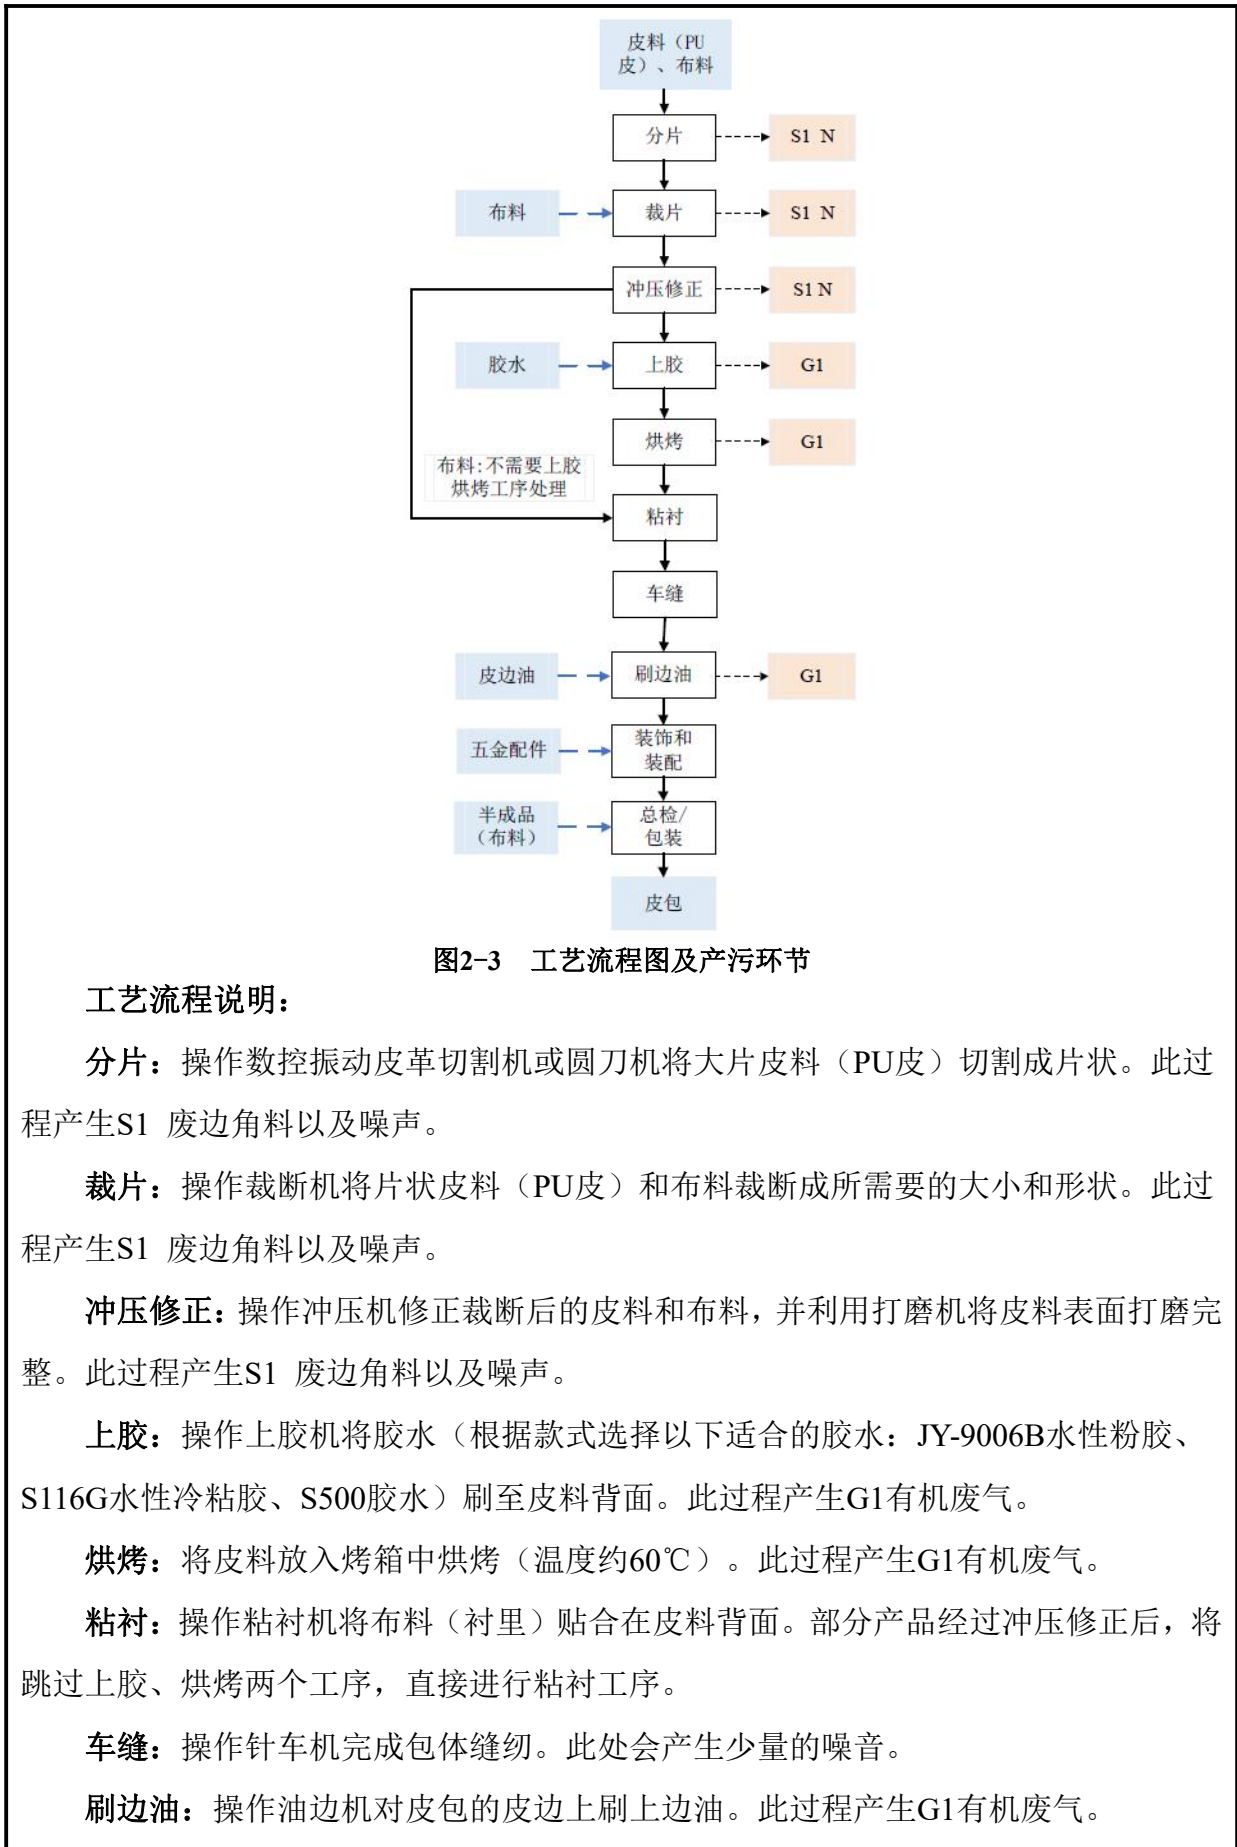 皮料（PU
皮）、布料
分片
S1 N
布料
裁片
S1 N
冲压修正
S1 N
胶水
上胶
G1
烘烤
G1
布料:不需要上胶
烘烤工序处理
粘衬
车缝
皮边油
刷边油
G1
五金配件
装饰和
装配
半成品
（布料）
总检/
包装
皮包
图2-3 工艺流程图及产污环节
工艺流程说明：
分片：操作数控振动皮革切割机或圆刀机将大片皮料（PU皮）切割成片状。此过
程产生S1 废边角料以及噪声。
裁片：操作裁断机将片状皮料（PU皮）和布料裁断成所需要的大小和形状。此过
程产生S1 废边角料以及噪声。
冲压修正：操作冲压机修正裁断后的皮料和布料，并利用打磨机将皮料表面打磨完
整。此过程产生S1 废边角料以及噪声。
上胶：操作上胶机将胶水（根据款式选择以下适合的胶水：JY-9006B水性粉胶、
S116G水性冷粘胶、S500胶水）刷至皮料背面。此过程产生G1有机废气。
烘烤：将皮料放入烤箱中烘烤（温度约60℃）。此过程产生G1有机废气。
粘衬：操作粘衬机将布料（衬里）贴合在皮料背面。部分产品经过冲压修正后，将
跳过上胶、烘烤两个工序，直接进行粘衬工序。
车缝：操作针车机完成包体缝纫。此处会产生少量的噪音。
刷边油：操作油边机对皮包的皮边上刷上边油。此过程产生G1有机废气。